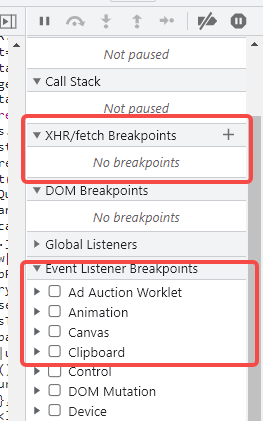 Not paused
Call Stack
Not paused
XHR/fetch Breakpoints
No breakpoints
DOM Breakpoints
No breakpoints
Global Listeners
Event Listener Breakpoints
Ad Auction Worklet
Animation
Canvas
Clipboard
Control
DOM Mutation
Device